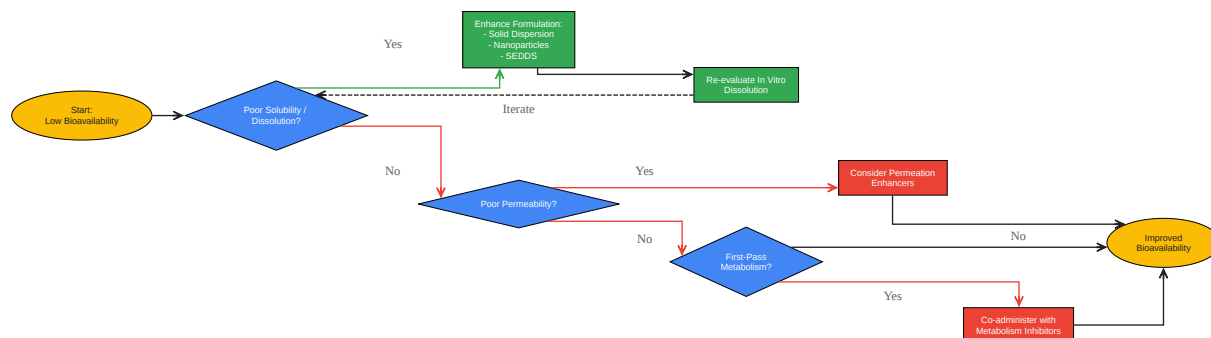 Enhance Formulation:
- Solid Dispersion
- Nanoparticles
- SEDDS
Yes
Re-evaluate In Vitro
Dissolution
Iterate
Start:
Low Bioavailability
Poor Solubility /
Dissolution?
No
Yes
Consider Permeation
Enhancers
Poor Permeability?
No
No
Improved
Bioavailability
First-Pass
Metabolism?
Yes
Co-administer with
Metabolism Inhibitors